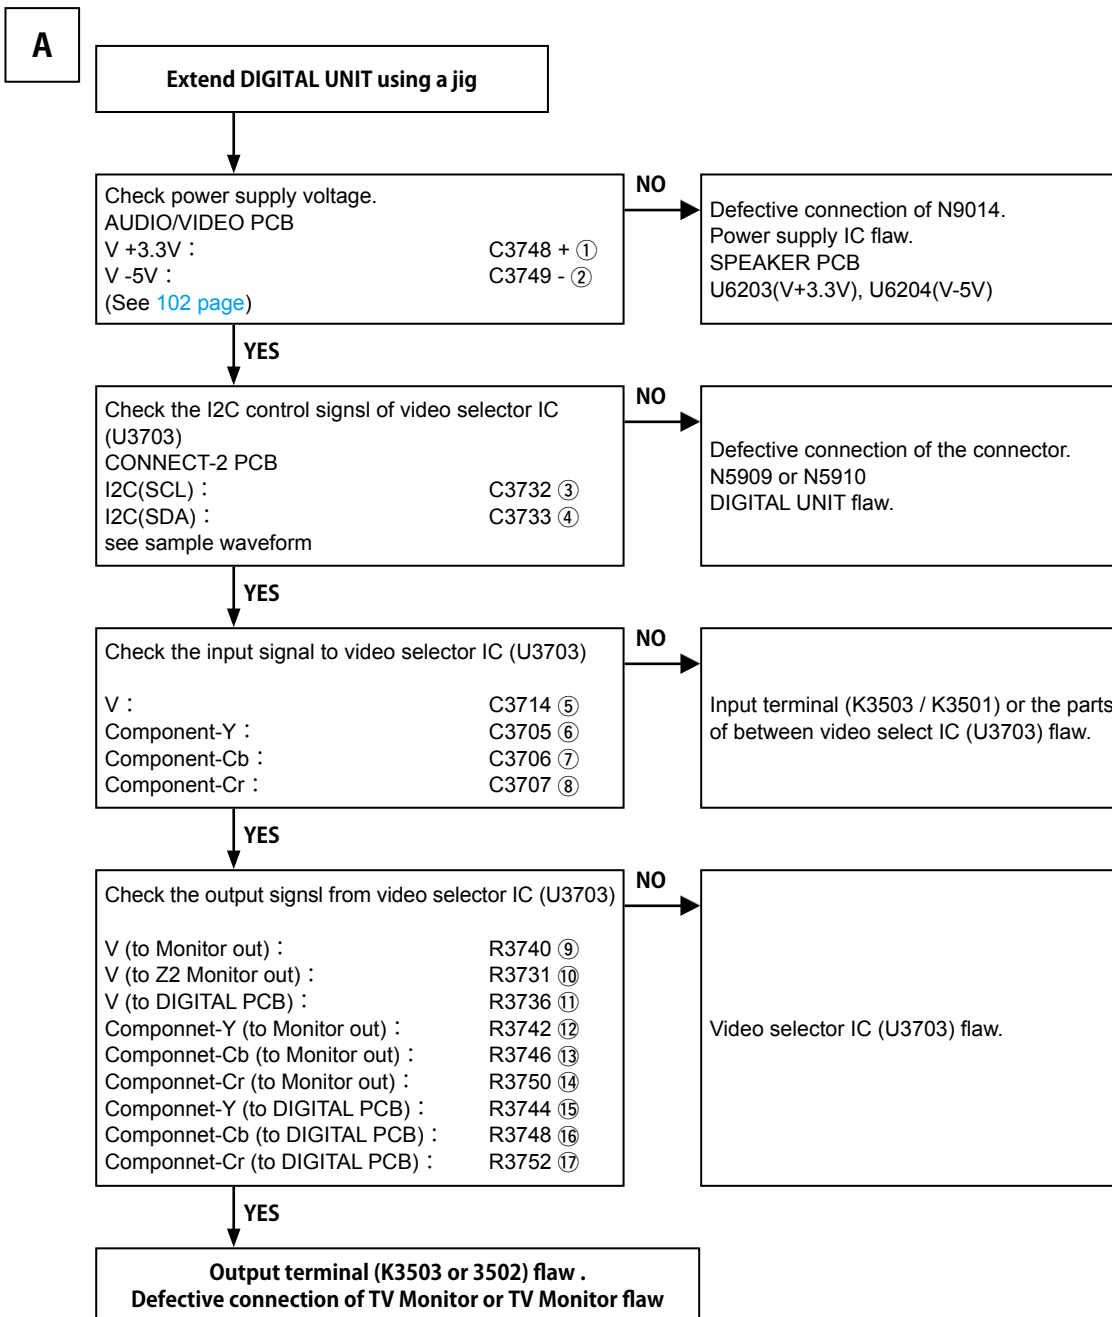 A
Extend DIGITAL UNIT using a jig
Check power supply voltage.
AUDIO/VIDEO PCB
V +3.3V： C3748 + ①
V -5V： C3749 - ②
(See 102 page)
NO
Defective connection of N9014.
Power supply IC flaw.
SPEAKER PCB
U6203(V+3.3V), U6204(V-5V)
YES
Check the I2C control signsl of video selector IC
(U3703)
CONNECT-2 PCB
I2C(SCL)： C3732 ③
I2C(SDA)： C3733 ④
see sample waveform
NO
Defective connection of the connector.
N5909 or N5910
DIGITAL UNIT flaw.
YES
Check the input signal to video selector IC (U3703)
V： C3714 ⑤
Component-Y： C3705 ⑥
Component-Cb： C3706 ⑦
Component-Cr： C3707 ⑧
NO
Input terminal (K3503 / K3501) or the parts
of between video select IC (U3703) flaw.
YES
Check the output signsl from video selector IC (U3703)
V (to Monitor out)： R3740 ⑨
V (to Z2 Monitor out)： R3731 ⑩
V (to DIGITAL PCB)： R3736 ⑪
Componnet-Y (to Monitor out)： R3742 ⑫
Componnet-Cb (to Monitor out)： R3746 ⑬
Componnet-Cr (to Monitor out)： R3750 ⑭
Componnet-Y (to DIGITAL PCB)： R3744 ⑮
Componnet-Cb (to DIGITAL PCB)： R3748 ⑯
Componnet-Cr (to DIGITAL PCB)： R3752 ⑰
NO
Video selector IC (U3703) flaw.
YES
Output terminal (K3503 or 3502) flaw .
Defective connection of TV Monitor or TV Monitor flaw